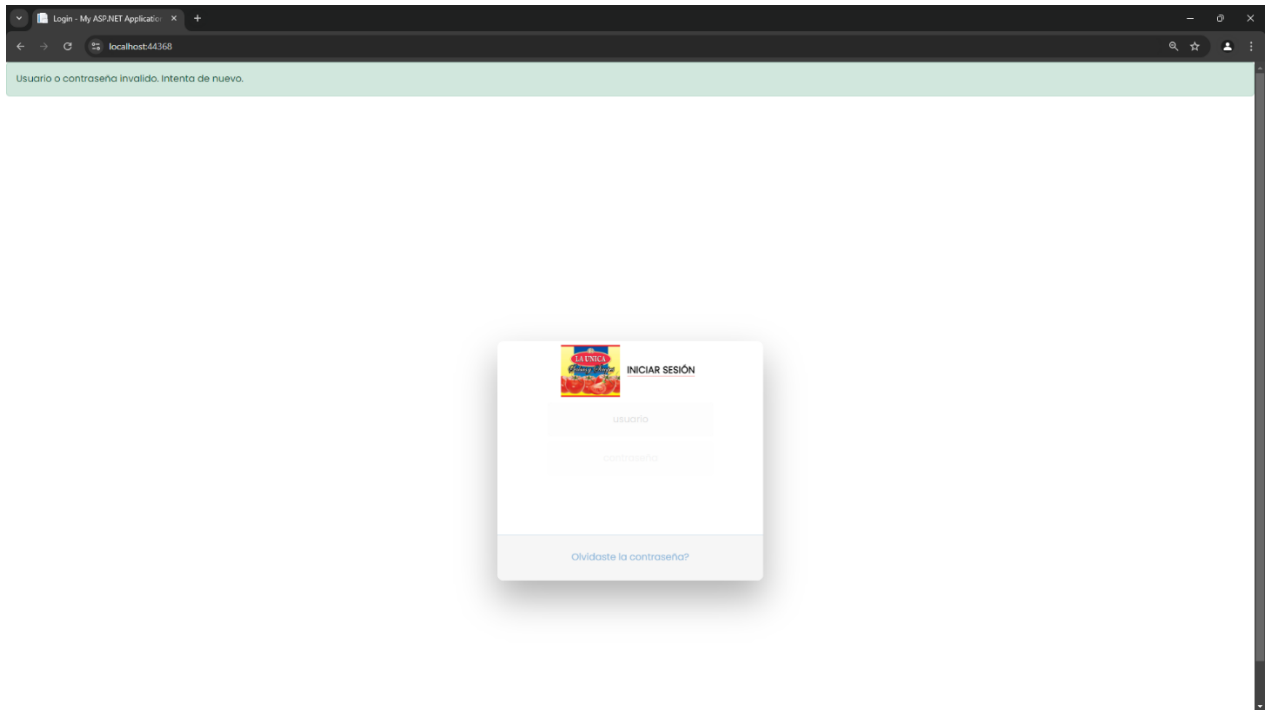 Login - My ASP.NET Application
localhost:44368
Usuario o contraseña invalido. Intenta de nuevo.
LA UNICA
INICIAR SESIÓN
usuario
contraseña
Olvidaste la contraseña?